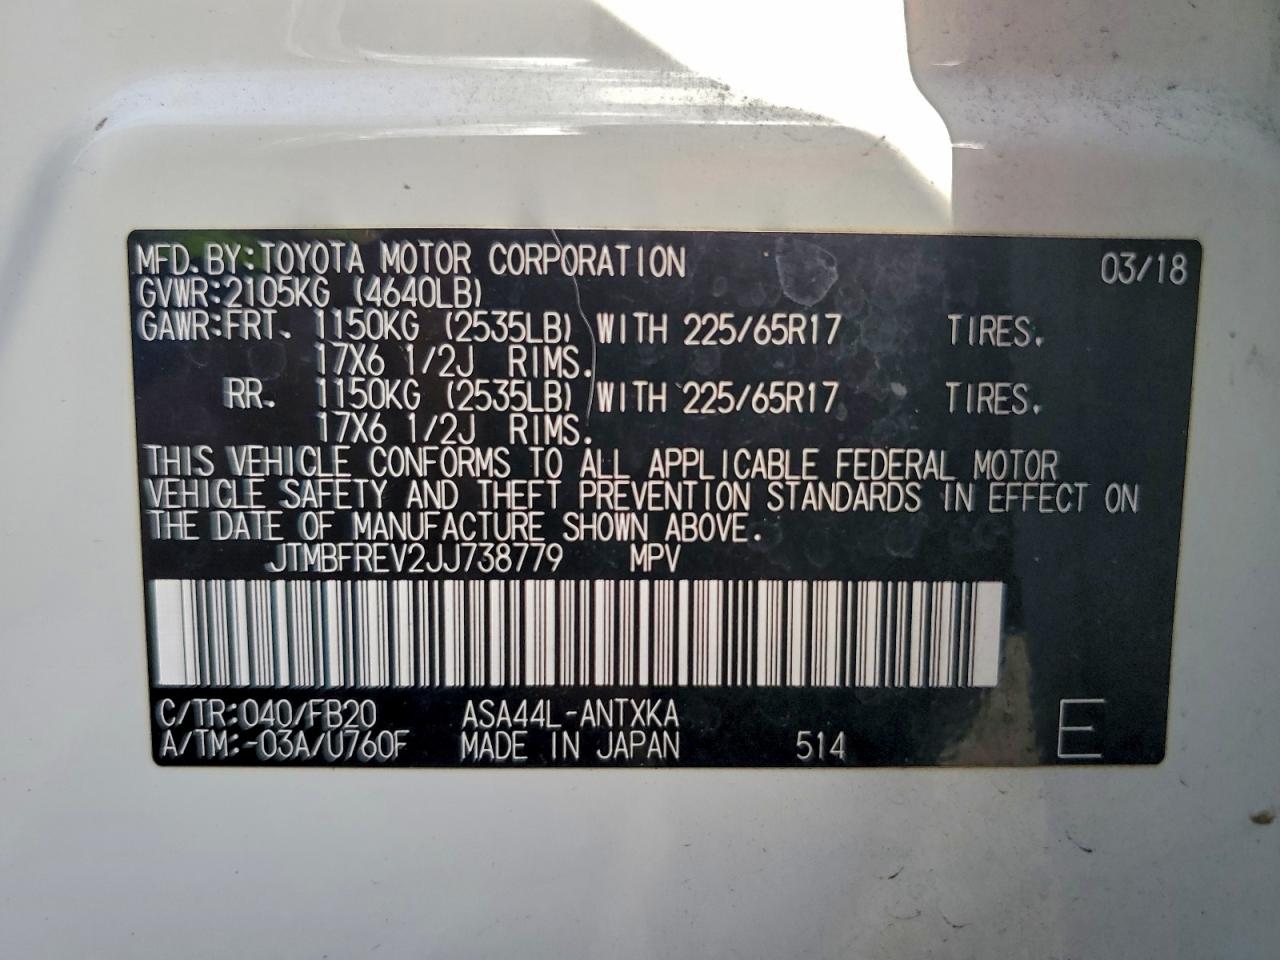 MFD. BY: TOYOTA MOTOR CORPORATION 03/18
GVWR: 2105KG (4640LB)
GAWR: FRT. 1150KG (2535LB) WITH 225/65R17 TIRES.
17X6 1/2J RIMS.
RR. 1150KG (2535LB) WITH 225/65R17 TIRES.
17X6 1/2J RIMS.
THIS VEHICLE CONFORMS TO ALL APPLICABLE FEDERAL MOTOR
VEHICLE SAFETY AND THEFT PREVENTION STANDARDS IN EFFECT ON
THE DATE OF MANUFACTURE SHOWN ABOVE.
JTMBFREV2JJ738779 MPV
C/TR: 040/FB20 ASA44L-ANTXKA E
A/TM: -03A/U760F MADE IN JAPAN 514